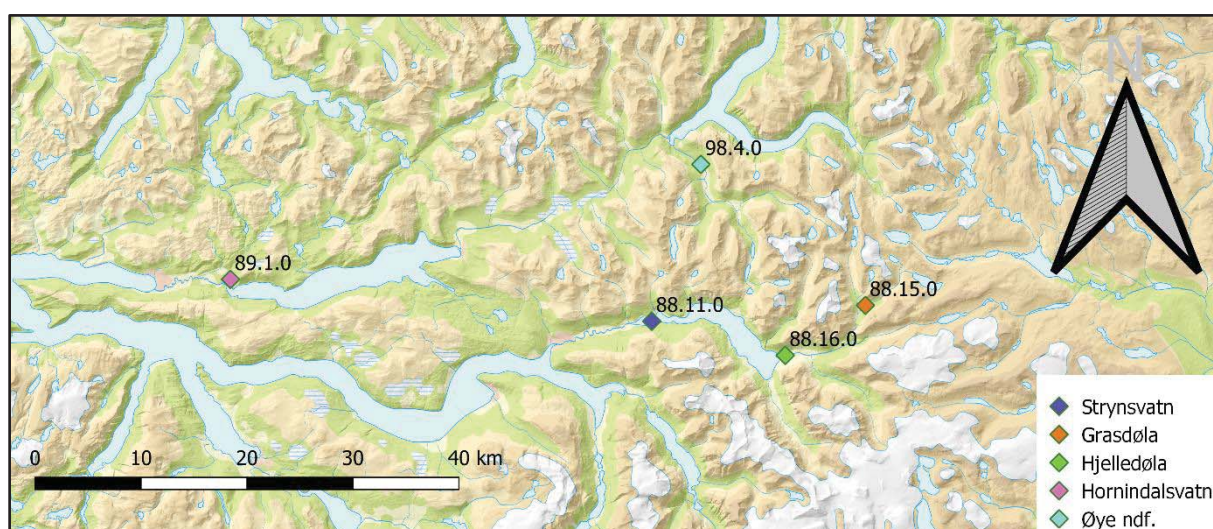 N
98.4.0
89.1.0
88.15.0
88.11.0
88.16.0
0 10 20 30 40 km
Strynsvatn
Grasdøla
Hjelledøla
Hornindalsvatn
Øye ndf.